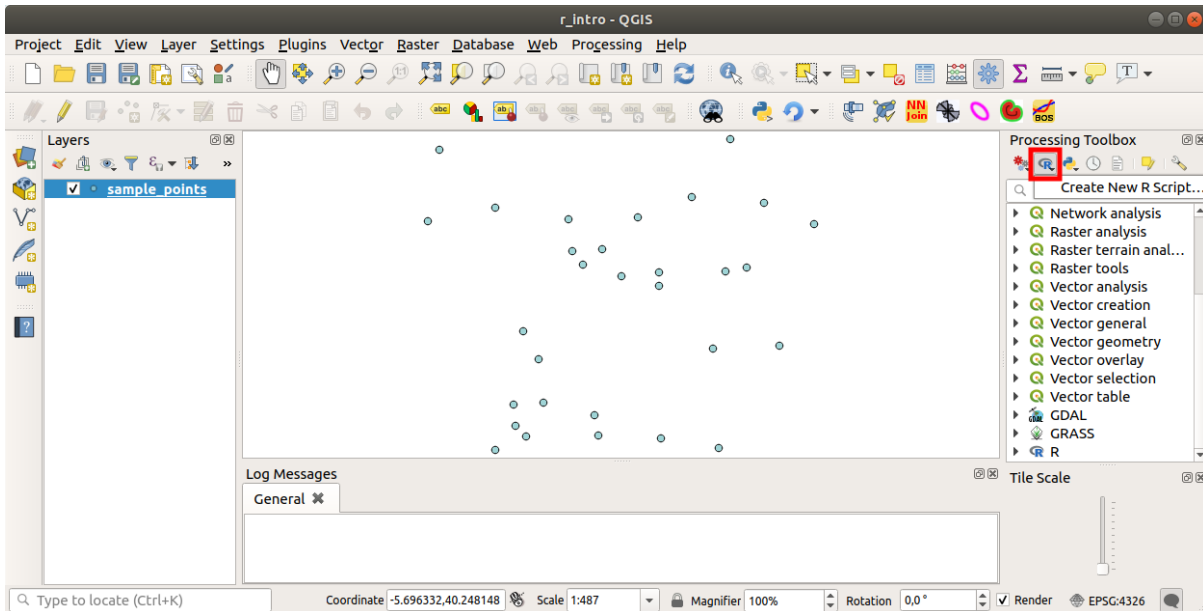 r_intro - QGIS
Project Edit View Layer Settings Plugins Vector Raster Database Web Processing Help
Layers
sample_points
Processing Toolbox
Create New R Script...
Network analysis
Raster analysis
Raster terrain anal...
Raster tools
Vector analysis
Vector creation
Vector general
Vector geometry
Vector overlay
Vector selection
Vector table
GDAL
GRASS
R
Log Messages
General
Tile Scale
Type to locate (Ctrl+K)
Coordinate -5.696332,40.248148 Scale 1:487 Magnifier 100% Rotation 0,0 ° Render EPSG:4326